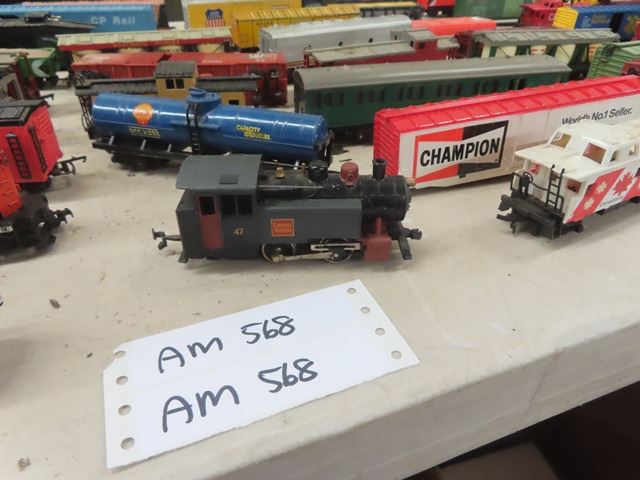 CP Rail
CAPACITY
CHAMPION
World's No.1 Seller.
47
AM 568
AM 568